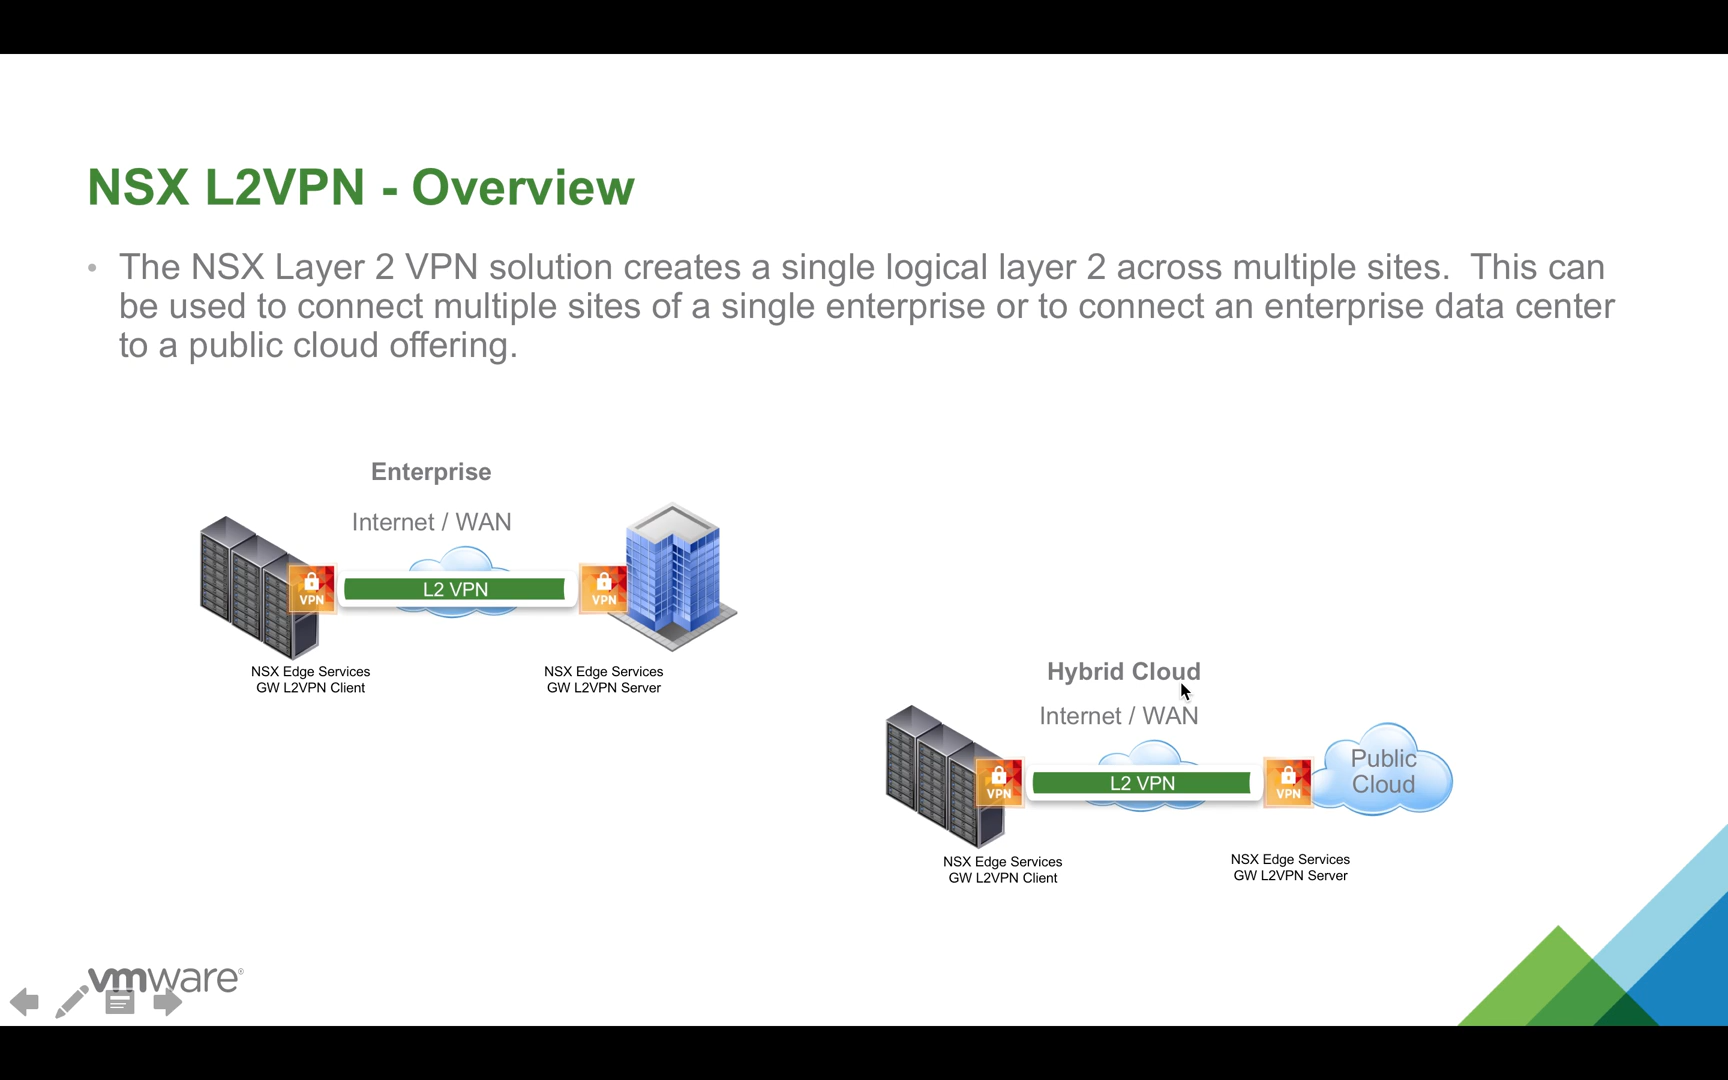 NSX L2VPN - Overview
• The NSX Layer 2 VPN solution creates a single logical layer 2 across multiple sites.  This can
be used to connect multiple sites of a single enterprise or to connect an enterprise data center
to a public cloud offering.
Enterprise
Internet / WAN
VPN
L2 VPN
VPN
NSX Edge Services
GW L2VPN Client
NSX Edge Services
GW L2VPN Server
Hybrid Cloud
Internet / WAN
VPN
L2 VPN
VPN
Public
Cloud
NSX Edge Services
GW L2VPN Client
NSX Edge Services
GW L2VPN Server
vmware®